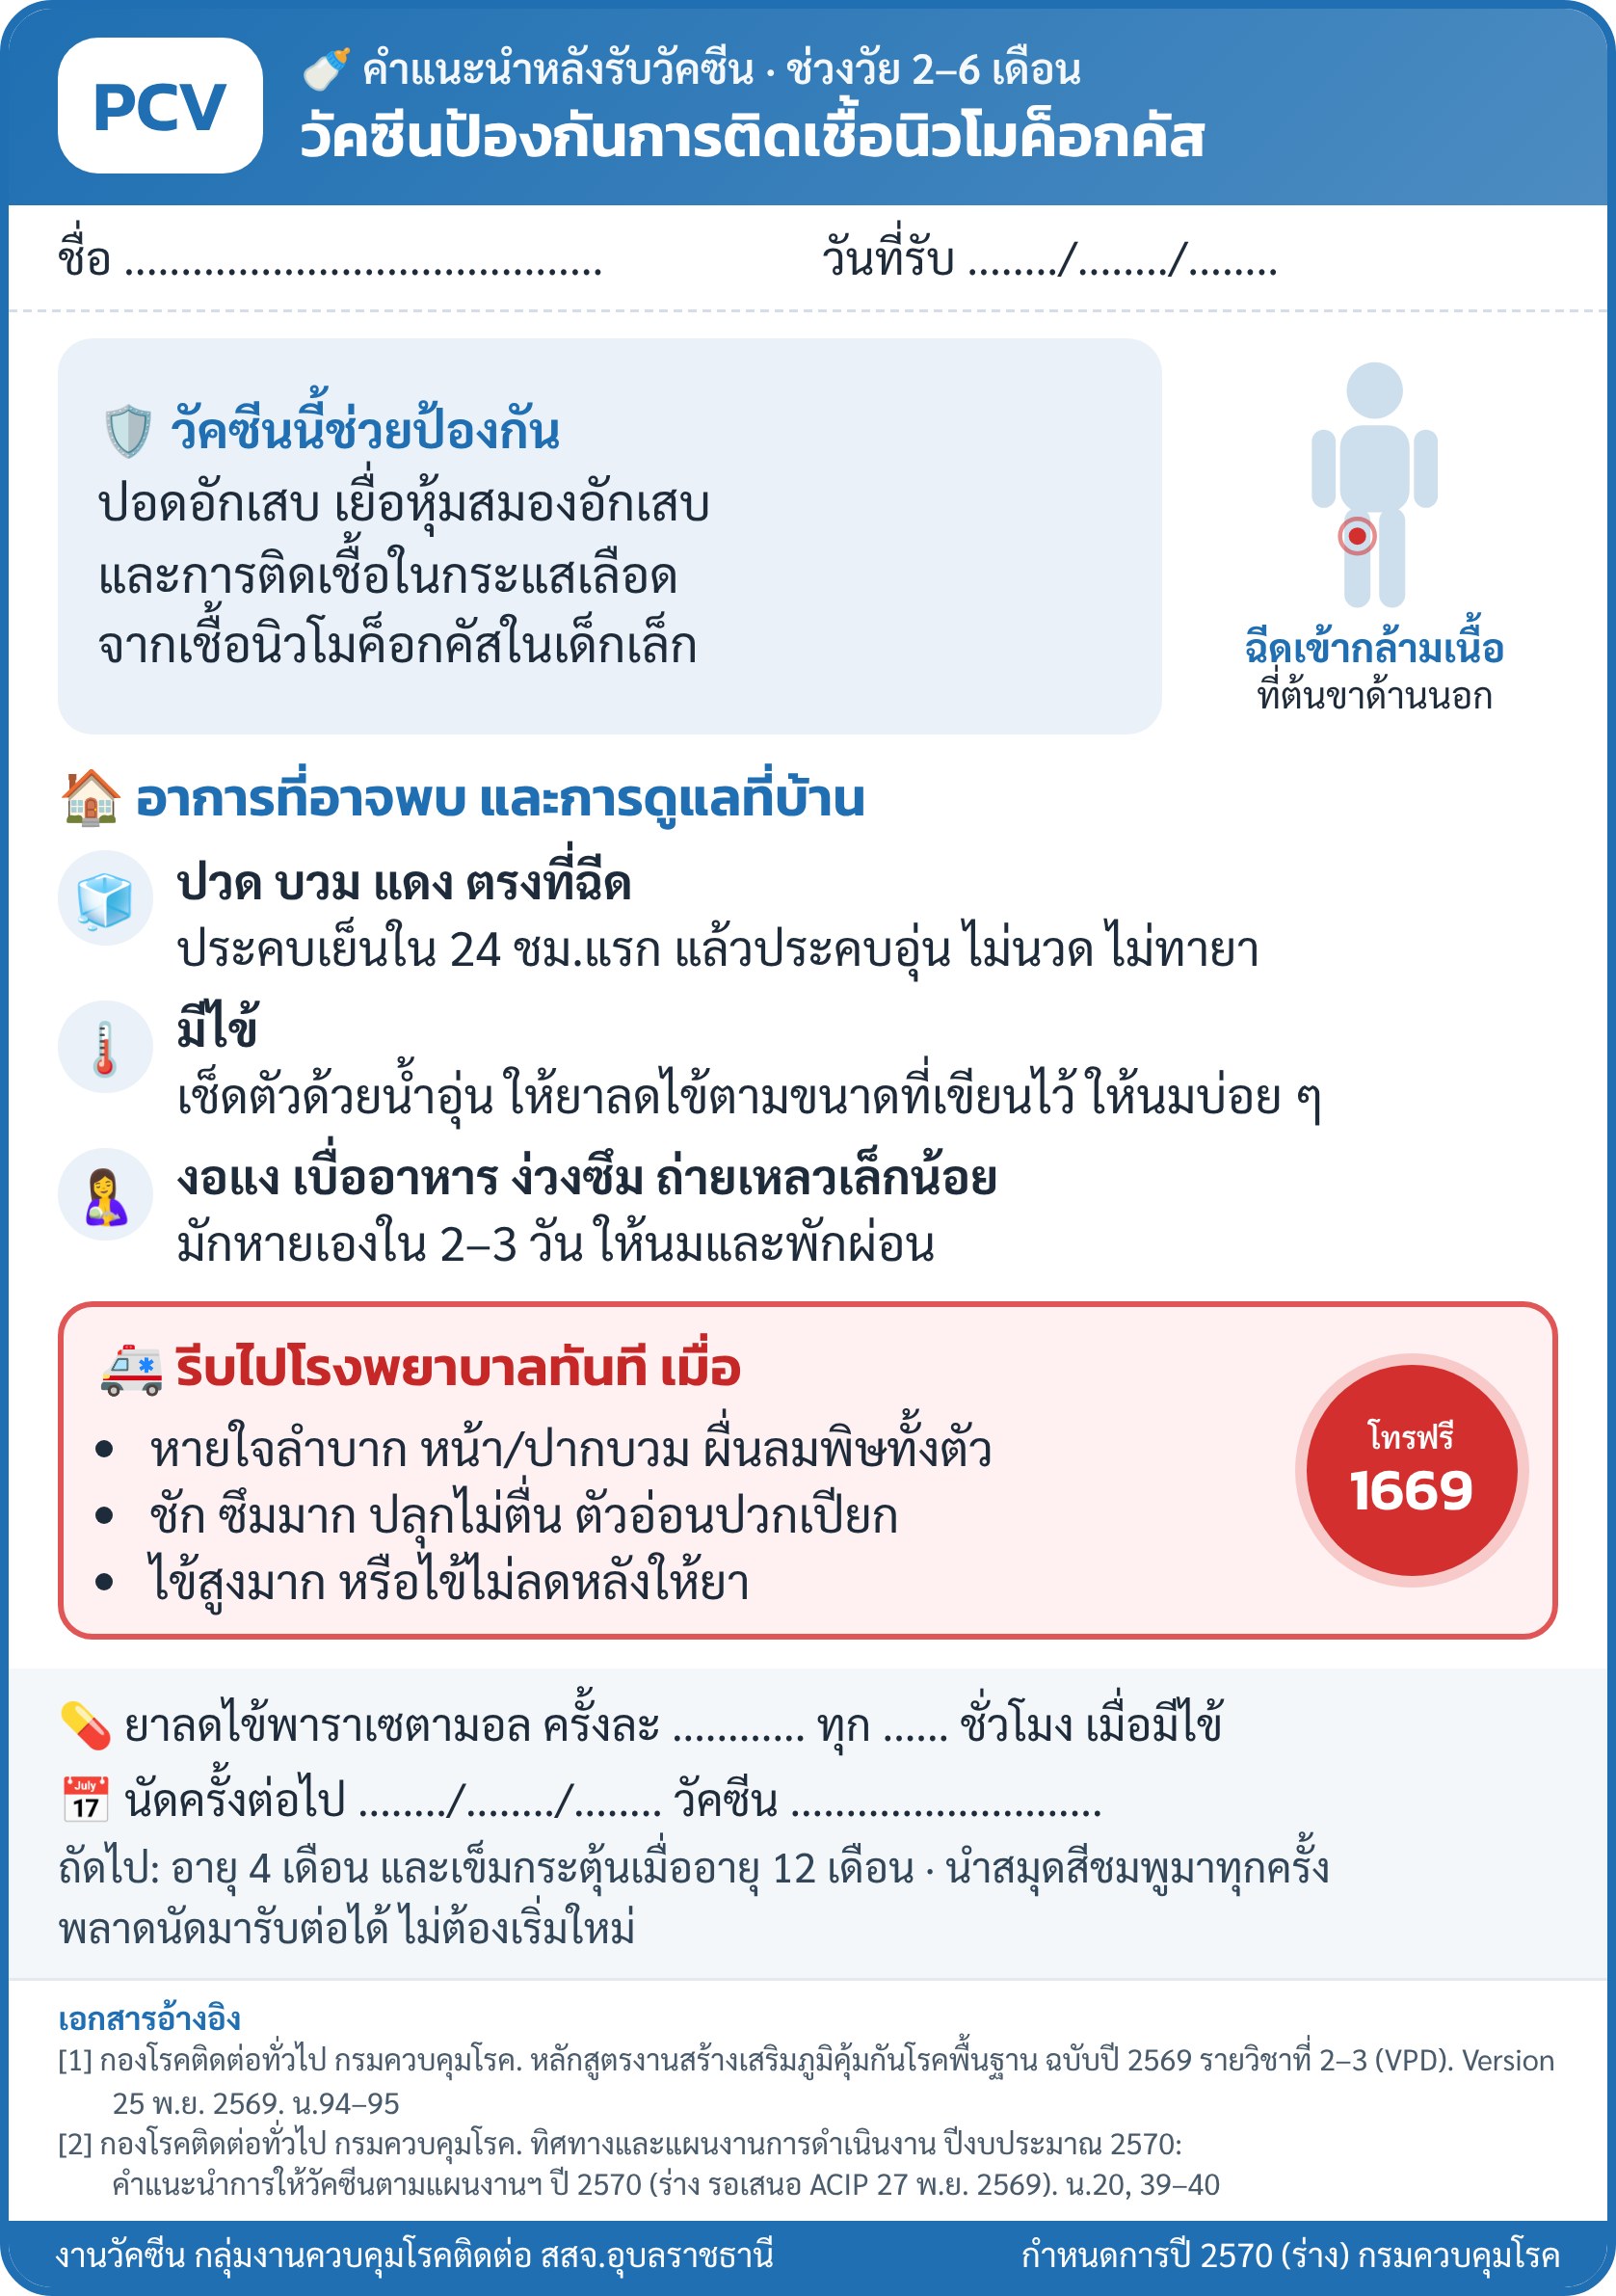 PCV
คำแนะนำหลังรับวัคซีน · ช่วงวัย 2–6 เดือน
วัคซีนป้องกันการติดเชื้อนิวโมค็อกคัส
ชื่อ ........................................... วันที่รับ ......../......../........
วัคซีนนี้ช่วยป้องกัน
ปอดอักเสบ เยื่อหุ้มสมองอักเสบ
และการติดเชื้อในกระแสเลือด
จากเชื้อนิวโมค็อกคัสในเด็กเล็ก
ฉีดเข้ากล้ามเนื้อ
ที่ต้นขาด้านนอก
อาการที่อาจพบ และการดูแลที่บ้าน
ปวด บวม แดง ตรงที่ฉีด
ประคบเย็นใน 24 ชม.แรก แล้วประคบอุ่น ไม่นวด ไม่ทายา
มีไข้
เช็ดตัวด้วยน้ำอุ่น ให้ยาลดไข้ตามขนาดที่เขียนไว้ ให้นมบ่อย ๆ
งอแง เบื่ออาหาร ง่วงซึม ถ่ายเหลวเล็กน้อย
มักหายเองใน 2–3 วัน ให้นมและพักผ่อน
รีบไปโรงพยาบาลทันที เมื่อ
• หายใจลำบาก หน้า/ปากบวม ผื่นลมพิษทั้งตัว
• ชัก ซึมมาก ปลุกไม่ตื่น ตัวอ่อนปวกเปียก
• ไข้สูงมาก หรือไข้ไม่ลดหลังให้ยา
โทรฟรี
1669
ยาลดไข้พาราเซตามอล ครั้งละ ............ ทุก ...... ชั่วโมง เมื่อมีไข้
July
17
นัดครั้งต่อไป ......../......../........ วัคซีน ............................
ถัดไป: อายุ 4 เดือน และเข็มกระตุ้นเมื่ออายุ 12 เดือน · นำสมุดสีชมพูมาทุกครั้ง
พลาดนัดมารับต่อได้ ไม่ต้องเริ่มใหม่
เอกสารอ้างอิง
[1] กองโรคติดต่อทั่วไป กรมควบคุมโรค. หลักสูตรงานสร้างเสริมภูมิคุ้มกันโรคพื้นฐาน ฉบับปี 2569 รายวิชาที่ 2–3 (VPD). Version
25 พ.ย. 2569. น.94–95
[2] กองโรคติดต่อทั่วไป กรมควบคุมโรค. ทิศทางและแผนงานการดำเนินงาน ปีงบประมาณ 2570:
คำแนะนำการให้วัคซีนตามแผนงานฯ ปี 2570 (ร่าง รอเสนอ ACIP 27 พ.ย. 2569). น.20, 39–40
งานวัคซีน กลุ่มงานควบคุมโรคติดต่อ สสจ.อุบลราชธานี
กำหนดการปี 2570 (ร่าง) กรมควบคุมโรค